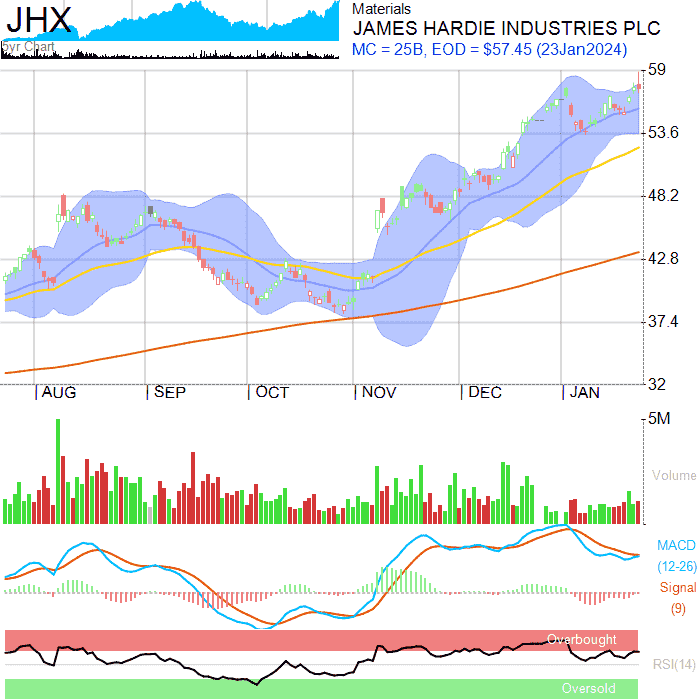 JHX
5yr Chart
Materials
JAMES HARDIE INDUSTRIES PLC
MC = 25B, EOD = $57.45 (23Jan2024)
59
53.6
48.2
42.8
37.4
32
AUG SEP OCT NOV DEC JAN
5M
Volume
MACD
(12-26)
Signal
(9)
Overbought
RSI(14)
Oversold